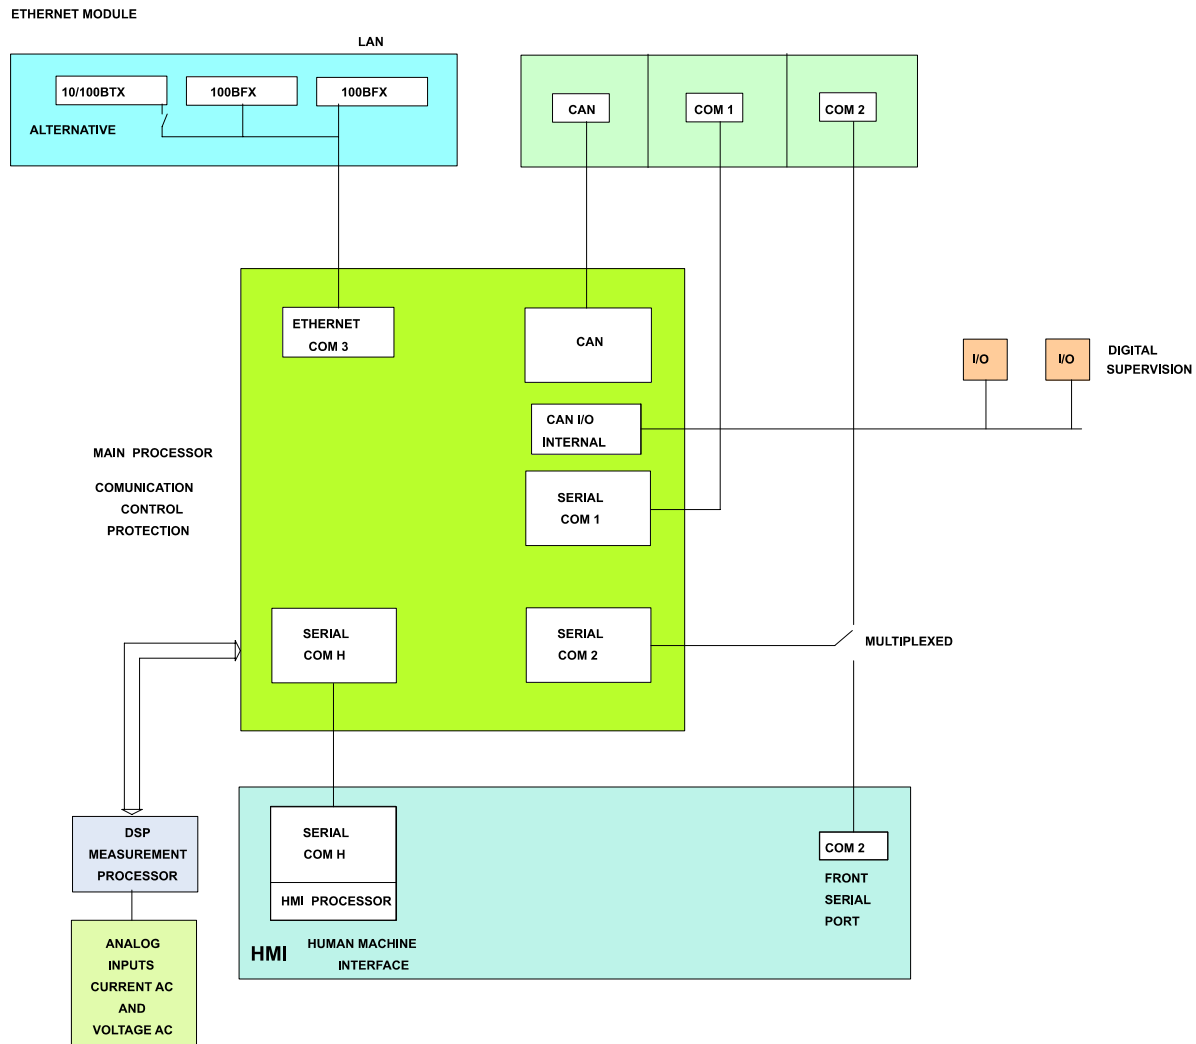 ETHERNET MODULE
LAN
10/100BTX
100BFX
100BFX
ALTERNATIVE
CAN
COM 1
COM 2
ETHERNET
COM 3
CAN
CAN I/O
INTERNAL
I/O
I/O
DIGITAL
SUPERVISION
MAIN PROCESSOR
COMUNICATION
CONTROL
PROTECTION
SERIAL
COM 1
SERIAL
COM H
SERIAL
COM 2
MULTIPLEXED
DSP
MEASUREMENT
PROCESSOR
SERIAL
COM H
HMI PROCESSOR
COM 2
FRONT
SERIAL
PORT
HMI
HUMAN MACHINE
INTERFACE
ANALOG
INPUTS
CURRENT AC
AND
VOLTAGE AC